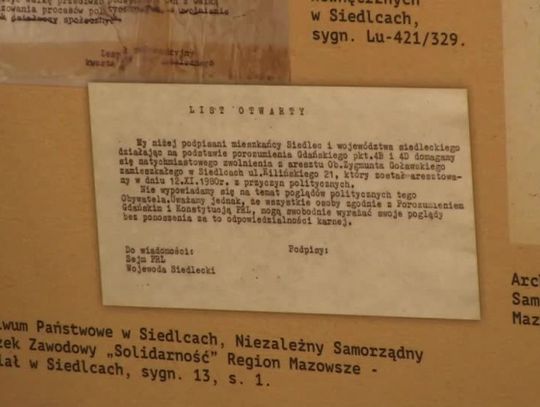 wnętrznych
w Siedlcach,
sygn. Lu-421/329.
LIST OTWARTY
My niżej podpisani mieszkańcy Siedlec i województwa siedleckiego
działając na podstawie porozumienia Gdańskiego pkt.4B i 4D domagamy
się natychmiastowego zwolnienia z aresztu Ob.Zygmunta Goławskiego
zamieszkałego w Siedlcach ul.Bilińskiego 21, który został aresztowa-
ny w dniu 12.XI.1980r. z przyczyn politycznych.
Nie wypowiadamy się na temat poglądów politycznych tego
Obywatela.Uważamy jednak, że wszystkie osoby zgodnie z Porozumieniem
Gdańskim i Konstytucją PRL, mogą swobodnie wyrażać swoje poglądy
bez ponoszenia za to odpowiedzialności karnej.
Do wiadomości:
Podpisy:
Sejm PRL
Wojewoda Siedlecki
Arc
Sam
Maz
iwum Państwowe w Siedlcach, Niezależny Samorządny
zek Zawodowy „Solidarność” Region Mazowsze -
iał w Siedlcach, sygn. 13, s. 1.